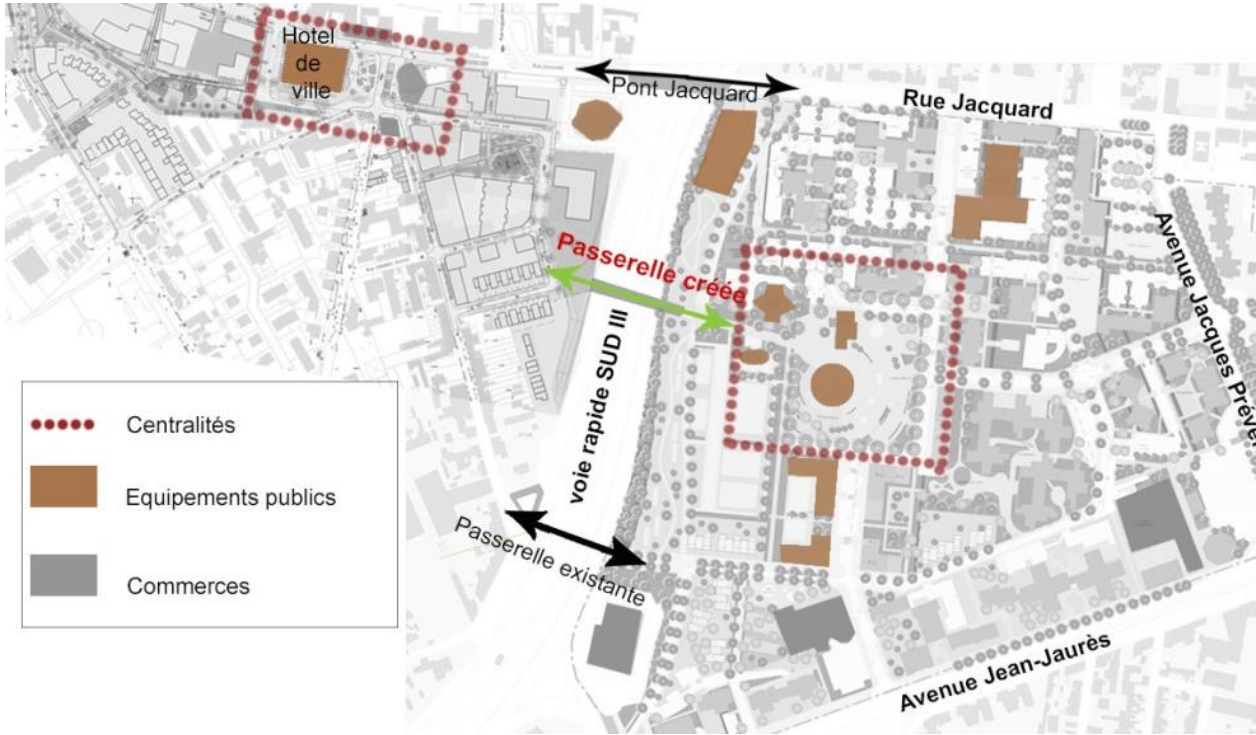 Hotel
de
ville
Pont Jacquard
Rue Jacquard
Passerelle créée
Avenue Jacques Préver
voie rapide SUD III
Passerelle existante
Avenue Jean-Jaurès
Centralités
Equipements publics
Commerces